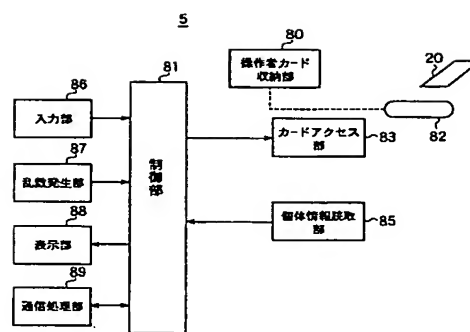 5
80
操作者カード
収納部
20
82
81
制御部
86
入力部
87
乱数発生部
88
表示部
89
通信処理部
カードアクセス
部
83
個体情報読取
部
85